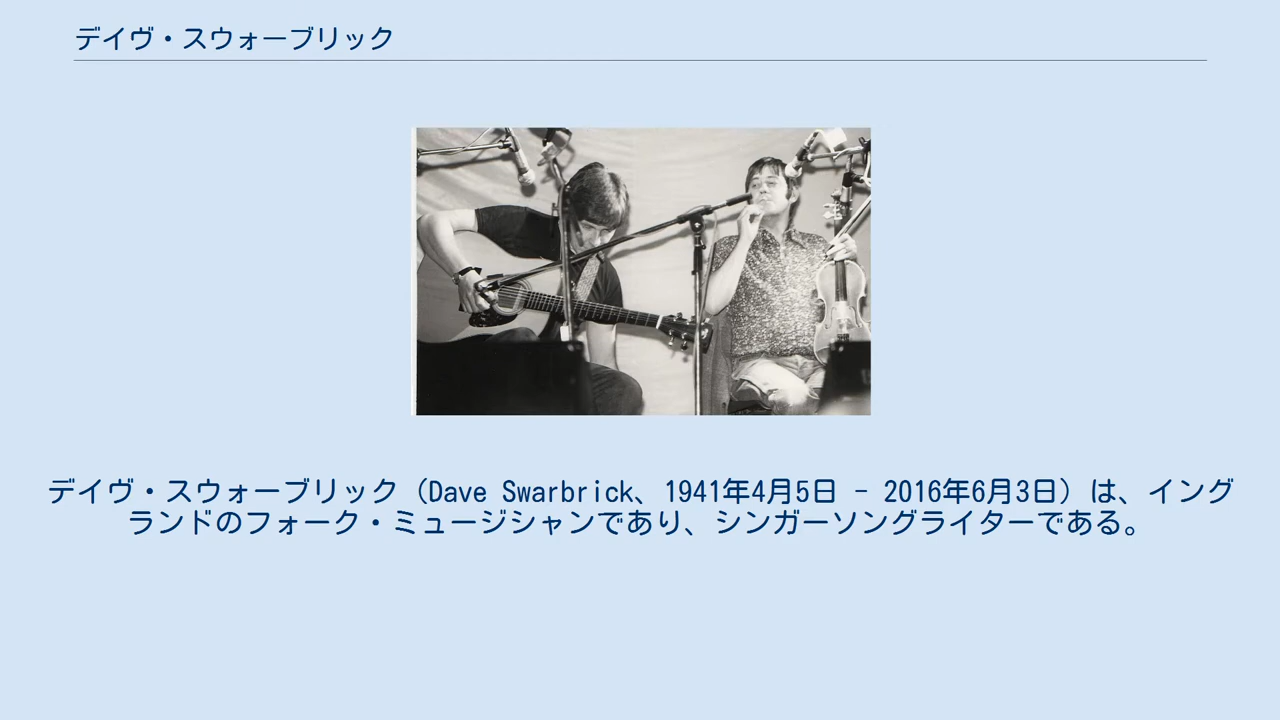 デイヴ・スウォーブリック
デイヴ・スウォーブリック（Dave Swarbrick、1941年4月5日 - 2016年6月3日）は、イング
ランドのフォーク・ミュージシャンであり、シンガーソングライターである。